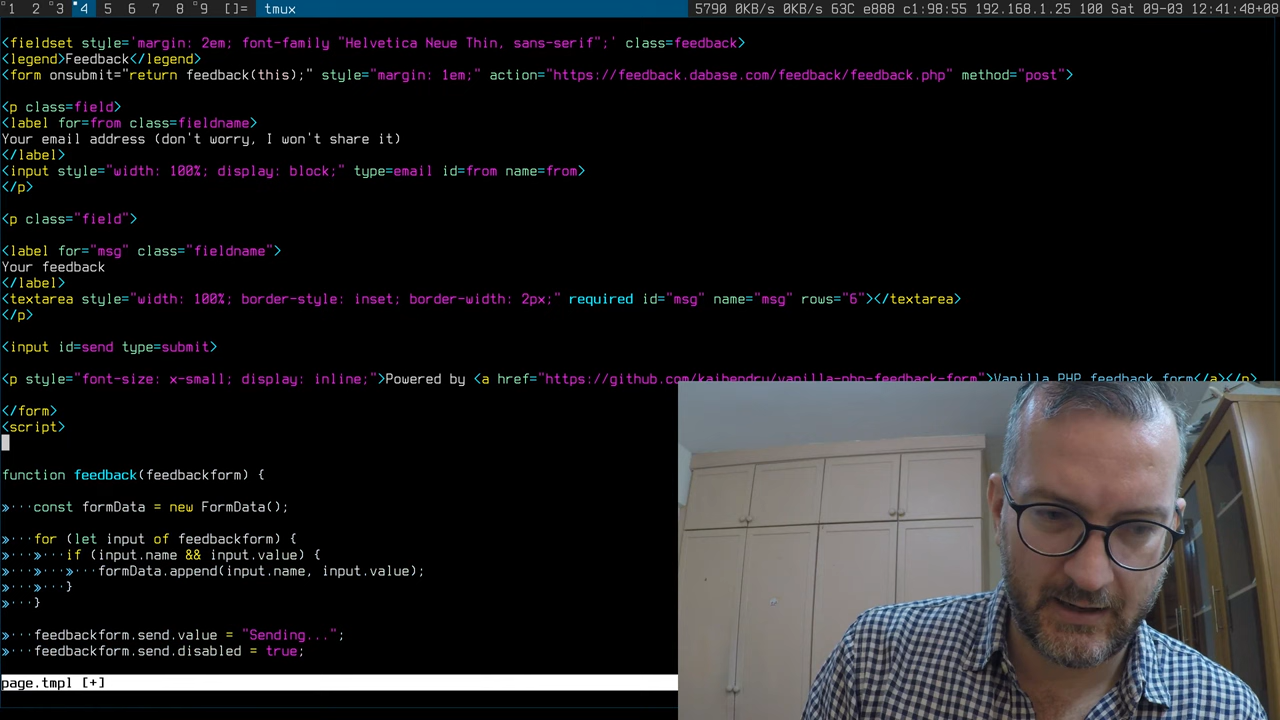 1 2 3 4 5 6 7 8 9 []= tmux 5790 0KB/s 0KB/s 63C e888 c1:98:55 192.168.1.25 100 Sat 09-03 12:41:48+08
<fieldset style='margin: 2em; font-family "Helvetica Neue Thin, sans-serif";' class=feedback>
<legend>Feedback</legend>
<form onsubmit="return feedback(this);" style="margin: 1em;" action="https://feedback.dabase.com/feedback/feedback.php" method="post">
<p class=field>
<label for=from class=fieldname>
Your email address (don't worry, I won't share it)
</label>
<input style="width: 100%; display: block;" type=email id=from name=from>
</p>
<p class="field">
<label for="msg" class="fieldname">
Your feedback
</label>
<textarea style="width: 100%; border-style: inset; border-width: 2px;" required id="msg" name="msg" rows="6"></textarea>
</p>
<input id=send type=submit>
<p style="font-size: x-small; display: inline;">Powered by <a href="https://github.com/kaihendry/vanilla-php-feedback-form">Vanilla PHP feedback form</a></p>
</form>
<script>
function feedback(feedbackform) {
»···const formData = new FormData();
»···for (let input of feedbackform) {
»···»···if (input.name && input.value) {
»···»···»···formData.append(input.name, input.value);
»···»···}
»···}
»···feedbackform.send.value = "Sending...";
»···feedbackform.send.disabled = true;
page.tmpl [+]